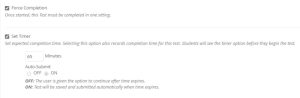 Force Completion
Once started, this Test must be completed in one sitting.
Set Timer
Set expected completion time. Selecting this option also records completion time for this test. Students will see the timer option before they begin the test.
60 Minutes
Auto-Submit
OFF ON
OFF: The user is given the option to continue after time expires.
ON: Test will be saved and submitted automatically when time expires.